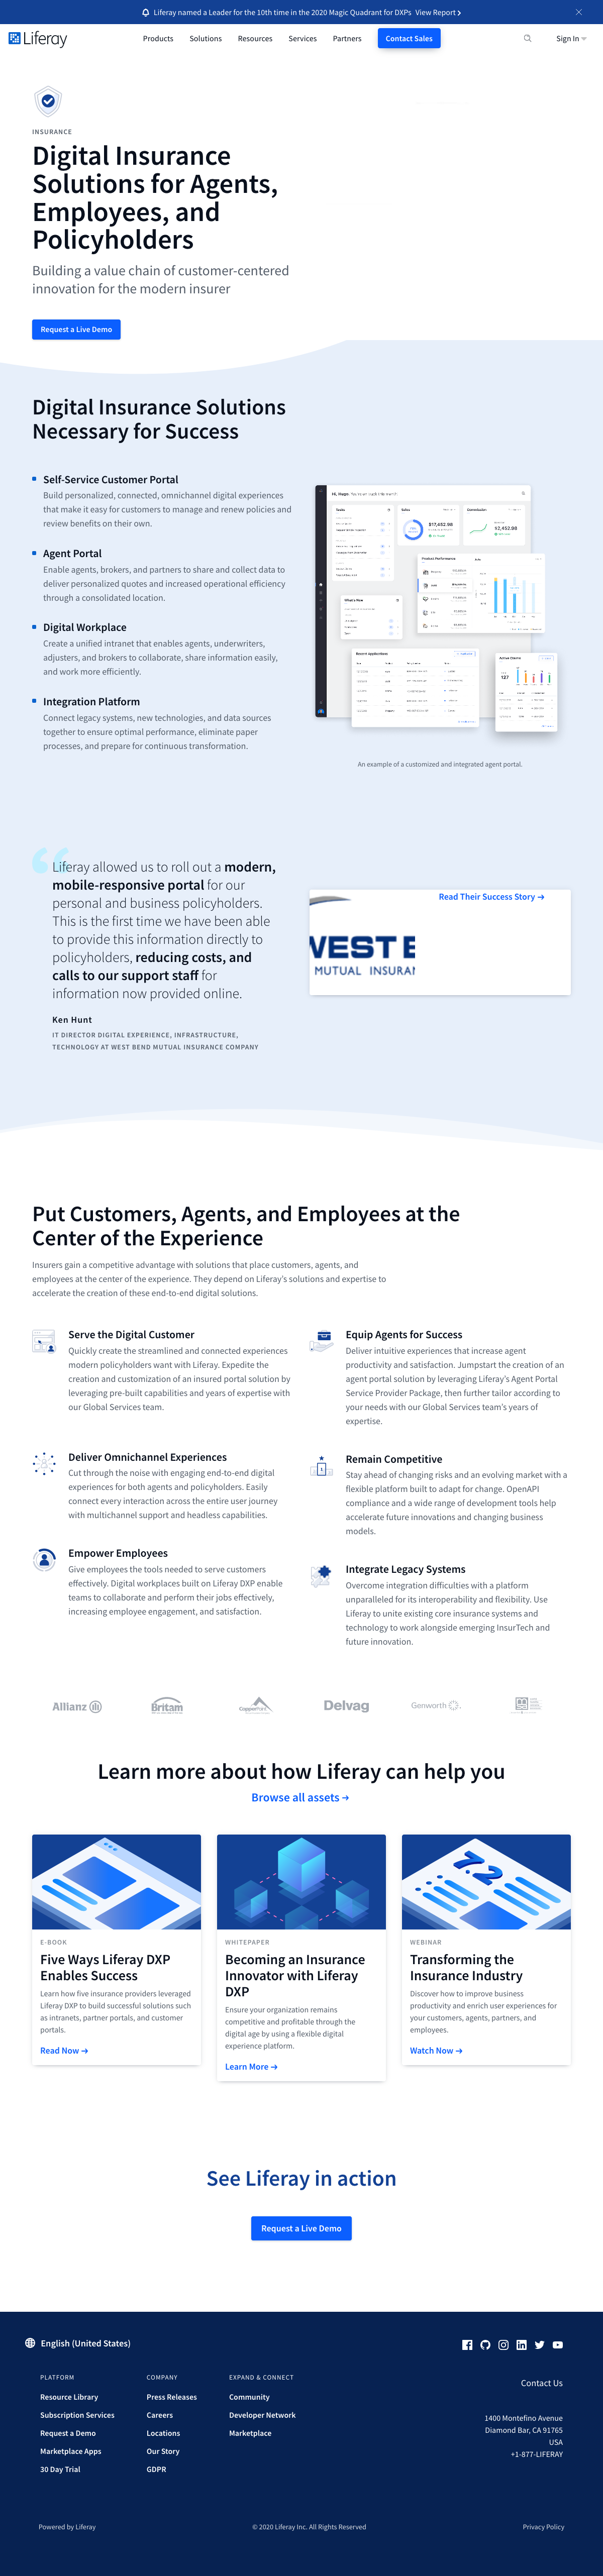 Liferay named a Leader for the 10th time in the 2020 Magic Quadrant for DXPs View Report
Liferay
Products Solutions Resources Services Partners Contact Sales Sign In
INSURANCE
Digital Insurance
Solutions for Agents,
Employees, and
Policyholders
Building a value chain of customer-centered
innovation for the modern insurer
Request a Live Demo
Digital Insurance Solutions
Necessary for Success
Self-Service Customer Portal
Build personalized, connected, omnichannel digital experiences
that make it easy for customers to manage and renew policies and
review benefits on their own.
Agent Portal
Enable agents, brokers, and partners to share and collect data to
deliver personalized quotes and increased operational efficiency
through a consolidated location.
Digital Workplace
Create a unified intranet that enables agents, underwriters,
adjusters, and brokers to collaborate, share information easily,
and work more efficiently.
Integration Platform
Connect legacy systems, new technologies, and data sources
together to ensure optimal performance, eliminate paper
processes, and prepare for continuous transformation.
Hi, Hugo.
Tasks
Sales
$17,452.98
Commission
$2,452.98
Product Performance
What's New
Recent Applications
Active Claims
127
An example of a customized and integrated agent portal.
Liferay allowed us to roll out a modern,
mobile-responsive portal for our
personal and business policyholders.
This is the first time we have been able
to provide this information directly to
policyholders, reducing costs, and
calls to our support staff for
information now provided online.
Ken Hunt
IT DIRECTOR DIGITAL EXPERIENCE, INFRASTRUCTURE,
TECHNOLOGY AT WEST BEND MUTUAL INSURANCE COMPANY
WEST B
MUTUAL INSURAN
Read Their Success Story →
Put Customers, Agents, and Employees at the
Center of the Experience
Insurers gain a competitive advantage with solutions that place customers, agents, and
employees at the center of the experience. They depend on Liferay's solutions and expertise to
accelerate the creation of these end-to-end digital solutions.
Serve the Digital Customer
Quickly create the streamlined and connected experiences
modern policyholders want with Liferay. Expedite the
creation and customization of an insured portal solution by
leveraging pre-built capabilities and years of expertise with
our Global Services team.
Equip Agents for Success
Deliver intuitive experiences that increase agent
productivity and satisfaction. Jumpstart the creation of an
agent portal solution by leveraging Liferay's Agent Portal
Service Provider Package, then further tailor according to
your needs with our Global Services team's years of
expertise.
Deliver Omnichannel Experiences
Cut through the noise with engaging end-to-end digital
experiences for both agents and policyholders. Easily
connect every interaction across the entire user journey
with multichannel support and headless capabilities.
Remain Competitive
Stay ahead of changing risks and an evolving market with a
flexible platform built to adapt for change. OpenAPI
compliance and a wide range of development tools help
accelerate future innovations and changing business
models.
Empower Employees
Give employees the tools needed to serve customers
effectively. Digital workplaces built on Liferay DXP enable
teams to collaborate and perform their jobs effectively,
increasing employee engagement, and satisfaction.
Integrate Legacy Systems
Overcome integration difficulties with a platform
unparalleled for its interoperability and flexibility. Use
Liferay to unite existing core insurance systems and
technology to work alongside emerging InsurTech and
future innovation.
Allianz Britam CopperPoint Delvag Genworth
Learn more about how Liferay can help you
Browse all assets →
E-BOOK
Five Ways Liferay DXP
Enables Success
Learn how five insurance providers leveraged
Liferay DXP to build successful solutions such
as intranets, partner portals, and customer
portals.
Read Now →
WHITEPAPER
Becoming an Insurance
Innovator with Liferay
DXP
Ensure your organization remains
competitive and profitable through the
digital age by using a flexible digital
experience platform.
Learn More →
72
WEBINAR
Transforming the
Insurance Industry
Discover how to improve business
productivity and enrich user experiences for
your customers, agents, partners, and
employees.
Watch Now →
See Liferay in action
Request a Live Demo
English (United States)
PLATFORM
Resource Library
Subscription Services
Request a Demo
Marketplace Apps
30 Day Trial
COMPANY
Press Releases
Careers
Locations
Our Story
GDPR
EXPAND & CONNECT
Community
Developer Network
Marketplace
Contact Us
1400 Montefino Avenue
Diamond Bar, CA 91765
USA
+1-877-LIFERAY
Powered by Liferay
© 2020 Liferay Inc. All Rights Reserved
Privacy Policy